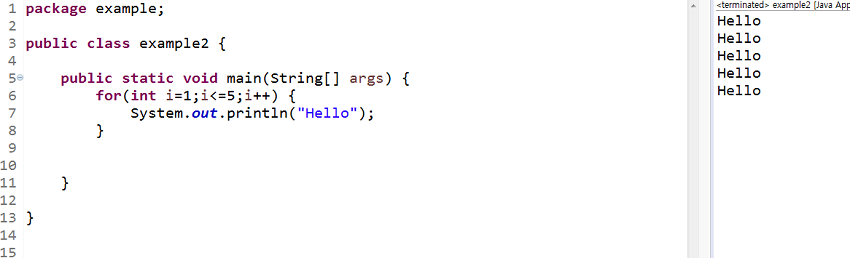 1 package example;
2
3 public class example2 {
4
5 public static void main(String[] args) {
6 for(int i=1;i<=5;i++) {
7 System.out.println("Hello");
8 }
9
10
11 }
12
13 }
14
15
<terminated> example2 (Java App
Hello
Hello
Hello
Hello
Hello